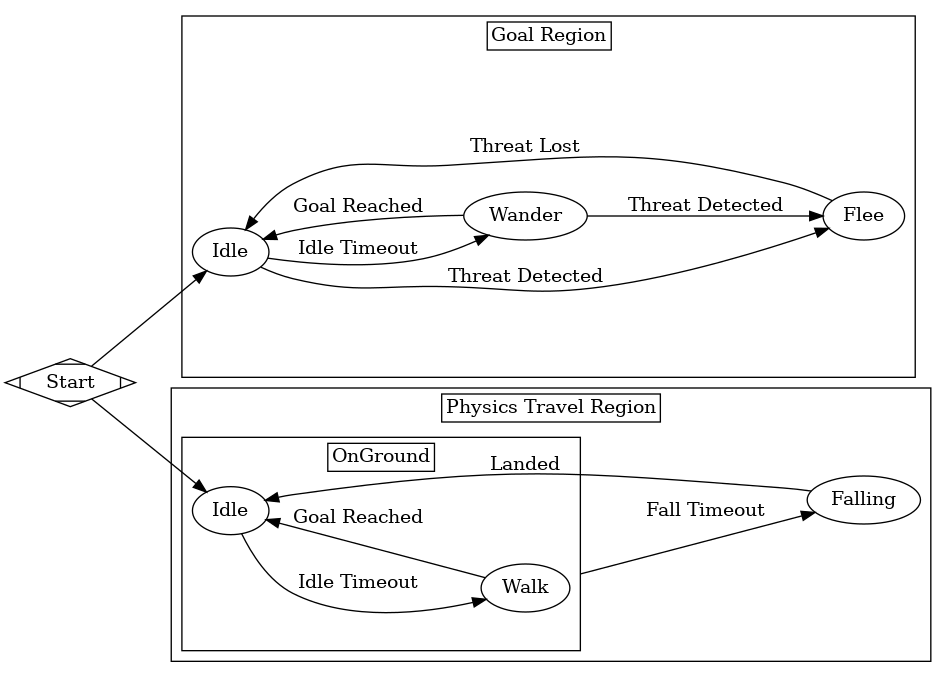 Goal Region
Threat Lost
Goal Reached
Wander
Threat Detected
Flee
Idle
Idle Timeout
Threat Detected
Start
Physics Travel Region
OnGround
Landed
Idle
Goal Reached
Fall Timeout
Falling
Idle Timeout
Walk